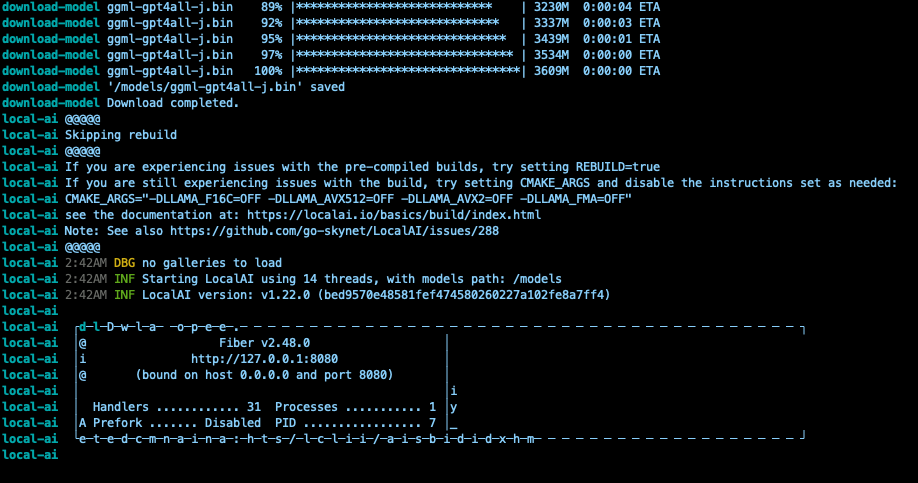 download-model ggml-gpt4all-j.bin 89% |**************************** | 3230M 0:00:04 ETA
download-model ggml-gpt4all-j.bin 92% |***************************** | 3337M 0:00:03 ETA
download-model ggml-gpt4all-j.bin 95% |****************************** | 3439M 0:00:01 ETA
download-model ggml-gpt4all-j.bin 97% |******************************* | 3534M 0:00:00 ETA
download-model ggml-gpt4all-j.bin 100% |********************************| 3609M 0:00:00 ETA
download-model '/models/ggml-gpt4all-j.bin' saved
download-model Download completed.
local-ai @@@@@
local-ai Skipping rebuild
local-ai @@@@@
local-ai If you are experiencing issues with the pre-compiled builds, try setting REBUILD=true
local-ai If you are still experiencing issues with the build, try setting CMAKE_ARGS and disable the instructions set as needed:
local-ai CMAKE_ARGS="-DLLAMA_F16C=OFF -DLLAMA_AVX512=OFF -DLLAMA_AVX2=OFF -DLLAMA_FMA=OFF"
local-ai see the documentation at: https://localai.io/basics/build/index.html
local-ai Note: See also https://github.com/go-skynet/LocalAI/issues/288
local-ai @@@@@
local-ai 2:42AM DBG no galleries to load
local-ai 2:42AM INF Starting LocalAI using 14 threads, with models path: /models
local-ai 2:42AM INF LocalAI version: v1.22.0 (bed9570e48581fef474580260227a102fe8a7ff4)
local-ai
local-ai d l D w l a o p e e .
local-ai @ Fiber v2.48.0
local-ai i http://127.0.0.1:8080
local-ai @ (bound on host 0.0.0.0 and port 8080)
local-ai i
local-ai Handlers ............ 31 Processes ........... 1 y
local-ai A Prefork ....... Disabled PID ................. 7 _
local-ai e t e d c m n a i n a : h t s / l c l i i / a i s b i d i d x h m
local-ai